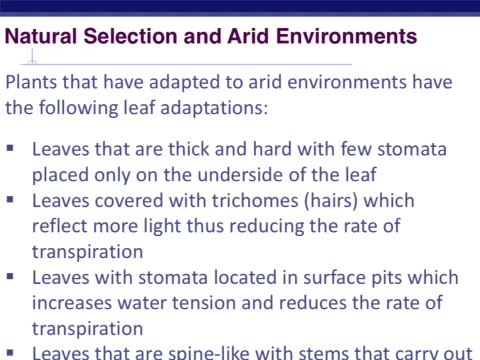 Natural Selection and Arid Environments
Plants that have adapted to arid environments have
the following leaf adaptations:
▪ Leaves that are thick and hard with few stomata
placed only on the underside of the leaf
▪ Leaves covered with trichomes (hairs) which
reflect more light thus reducing the rate of
transpiration
▪ Leaves with stomata located in surface pits which
increases water tension and reduces the rate of
transpiration
▪ Leaves that are spine-like with stems that carry out